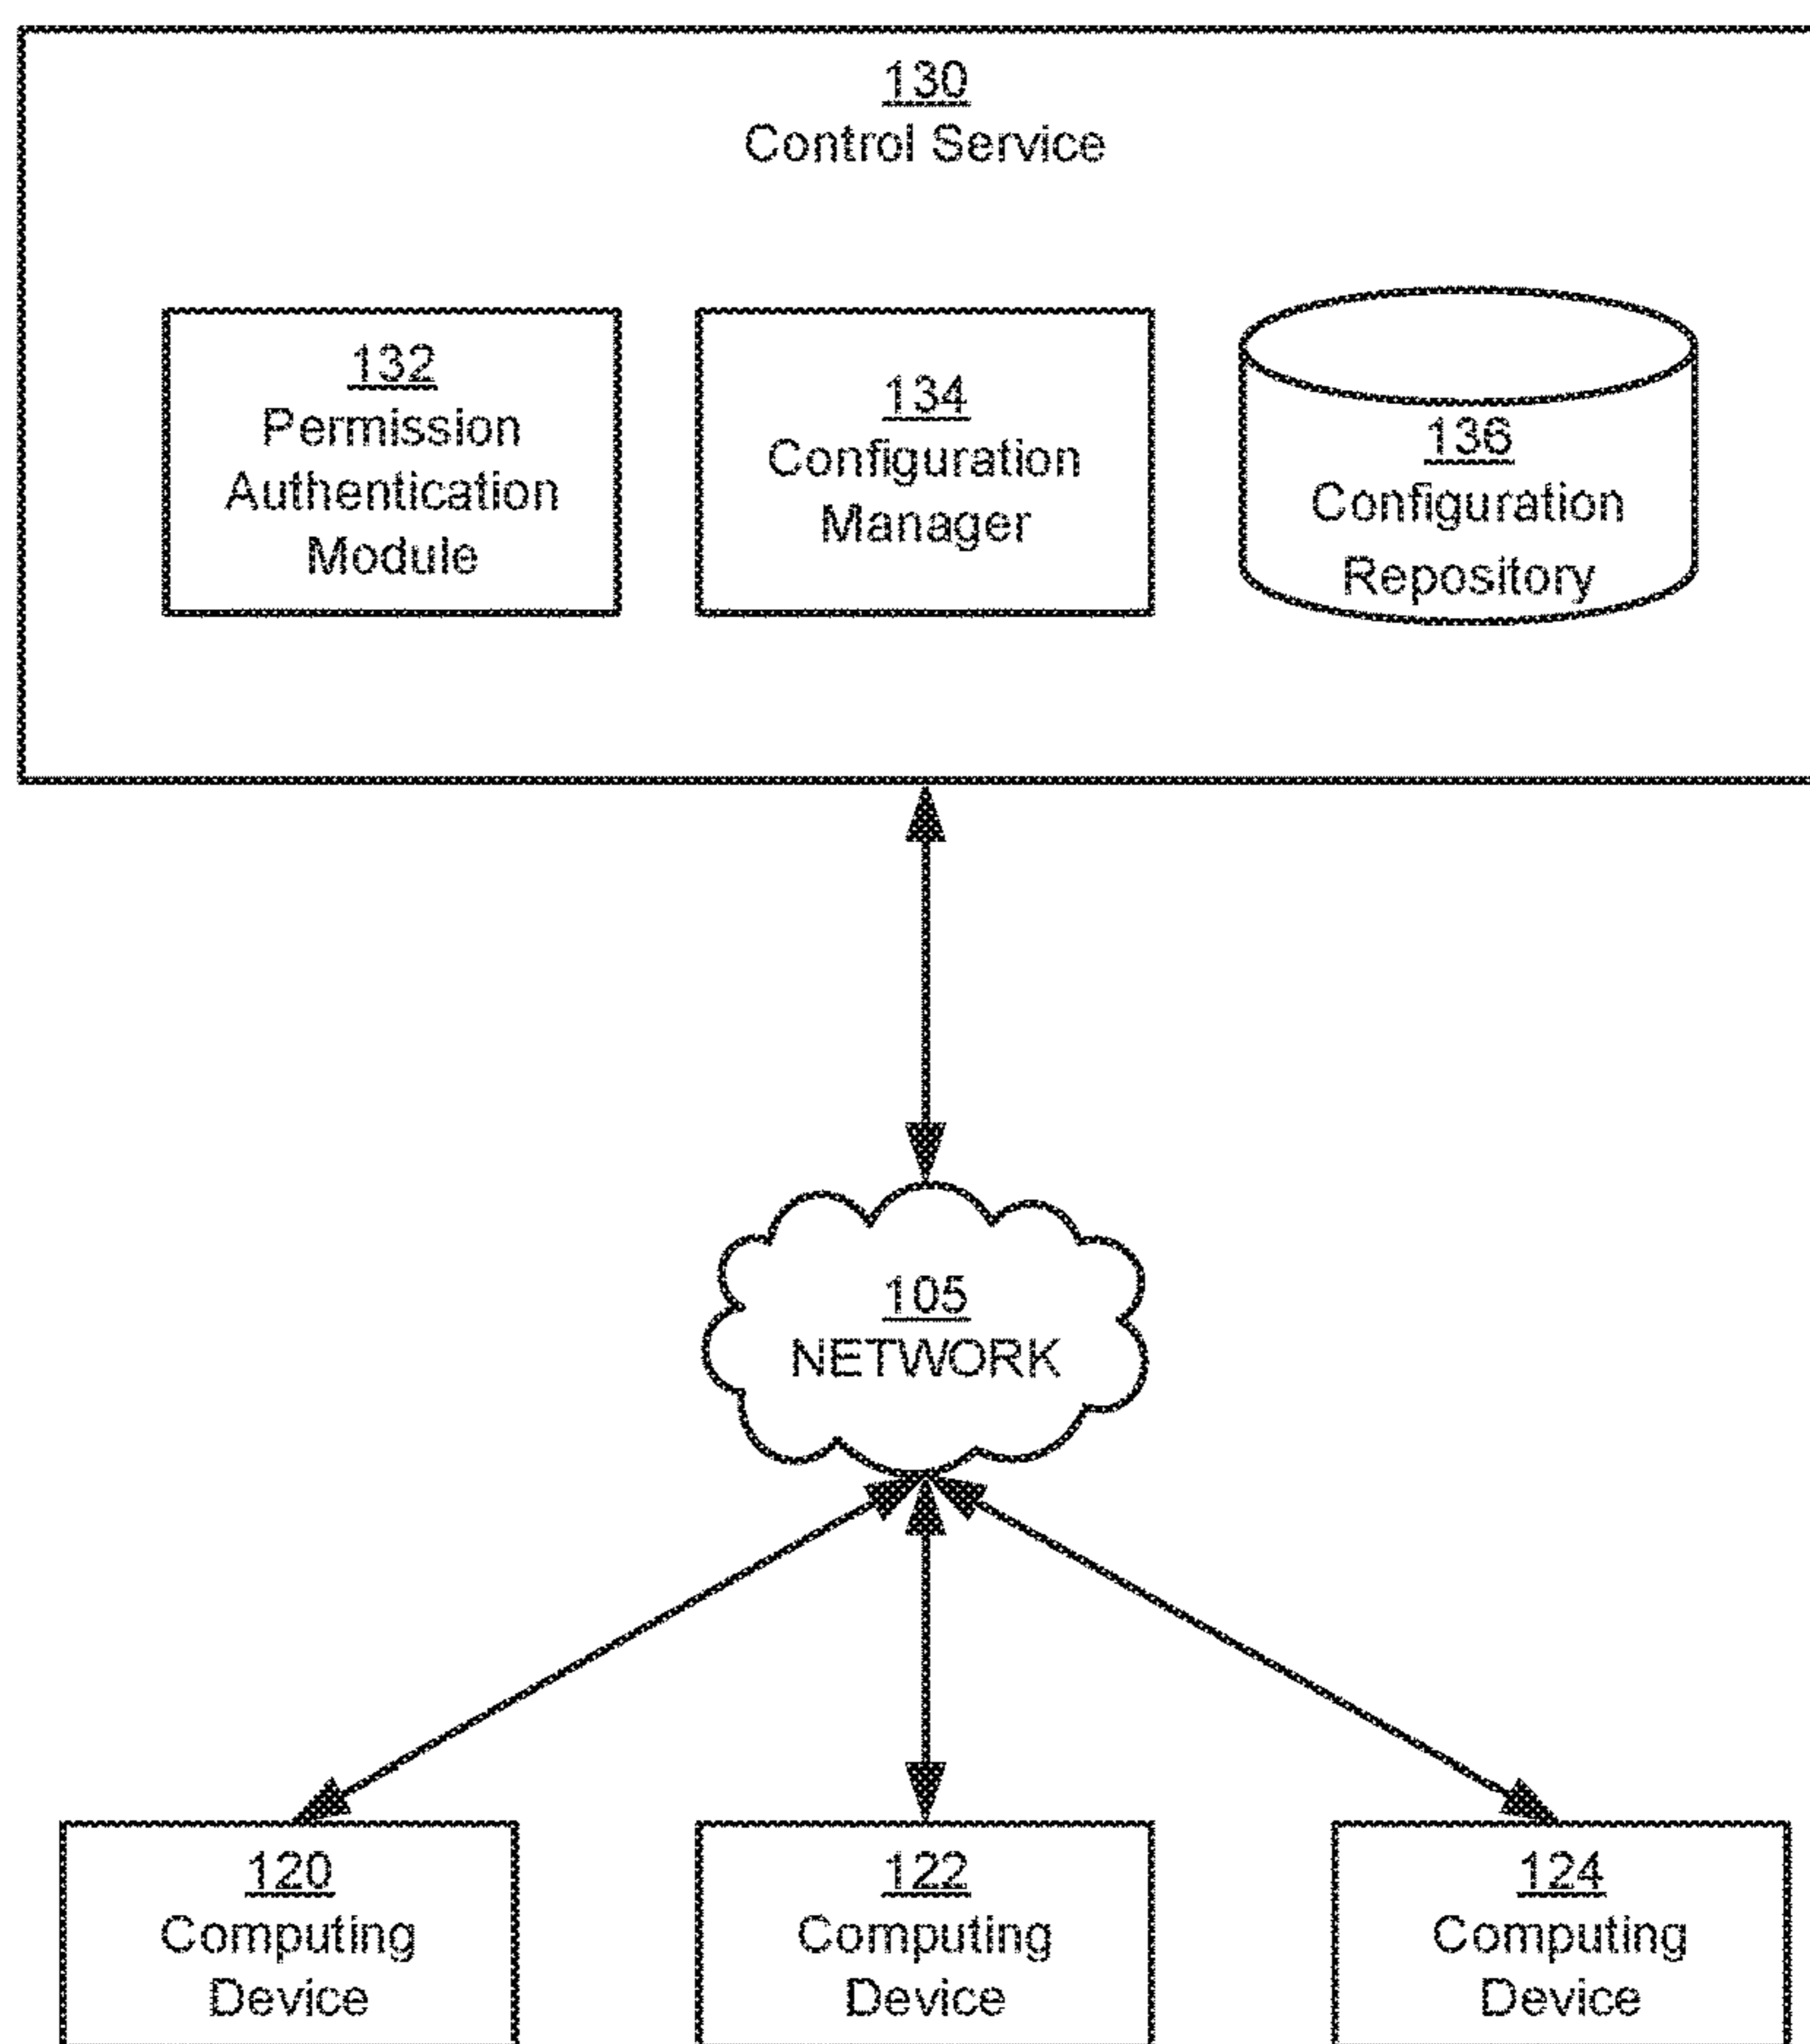 130
Control Service
132
Permission
Authentication
Module
134
Configuration
Manager
136
Configuration
Repository
105
NETWORK
120
Computing
Device
122
Computing
Device
124
Computing
Device